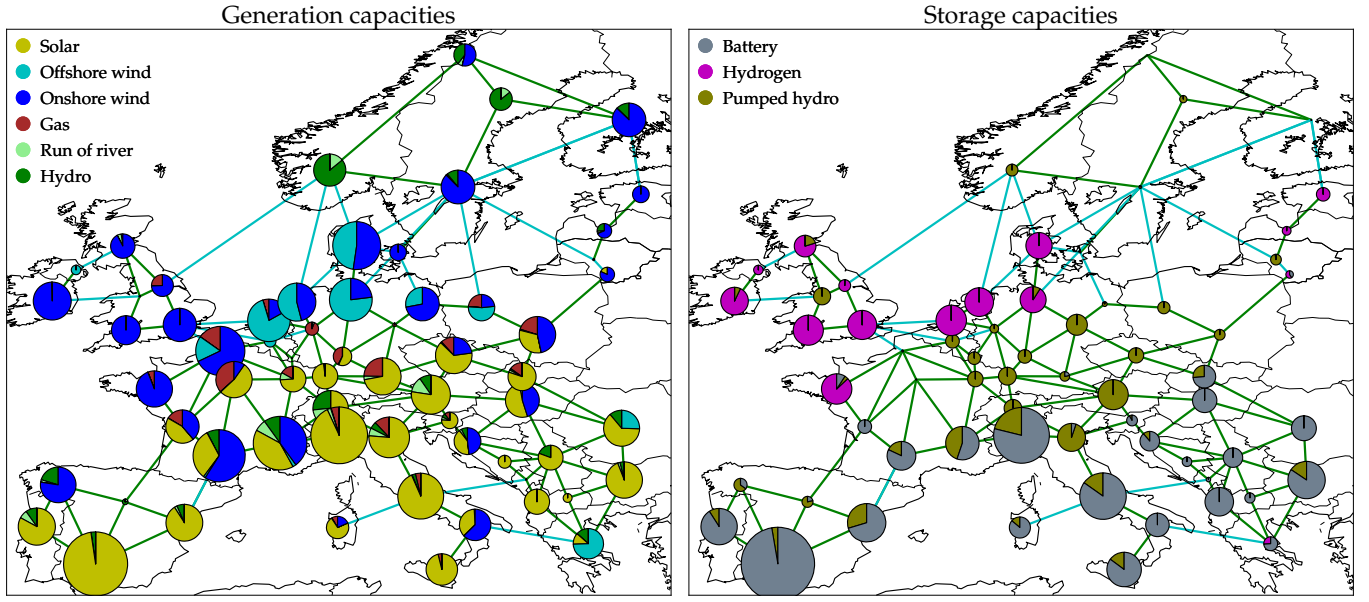 Generation capacities
Solar
Offshore wind
Onshore wind
Gas
Run of river
Hydro
Storage capacities
Battery
Hydrogen
Pumped hydro